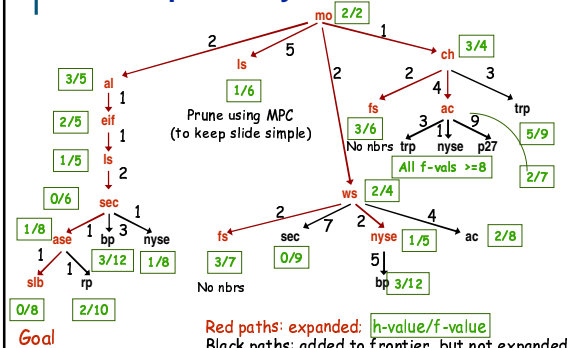 mo 2/2
2 5 2 1
ls ch 3/4
1/6
3/5 al
2 4 3
1
fs ac trp
2/5 eif
Prune using MPC
(to keep slide simple)
3/6 3 1 9 5/9
1
No nbrs trp nyse p27
1/5 ls
All f-vals >=8 2/7
2
0/6 sec
ws 2/4
1 3 1
2 7 2 4
1/8 ase bp nyse
fs sec nyse 1/5 ac 2/8
1 1 3/12 1/8
3/7 0/9 5
slb rp
No nbrs bp 3/12
0/8 2/10
Goal
Red paths: expanded; h-value/f-value
Black paths: added to frontier, but not expanded